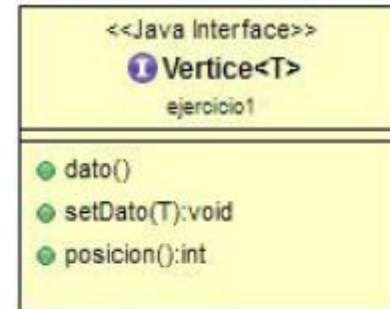 <<Java Interface>>
I Vertice<T>
ejercicio1
dato()
setDato(T):void
posicion():int